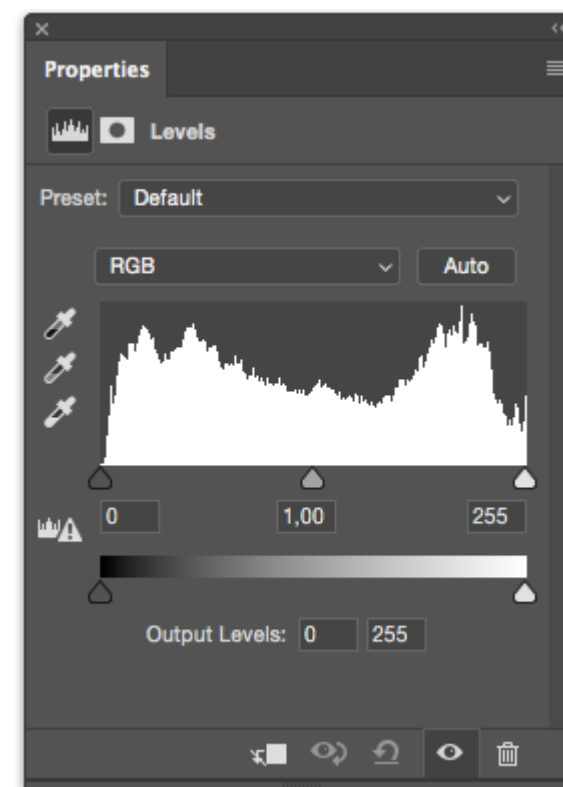 Properties
Levels
Preset: Default
RGB Auto
0 1,00 255
Output Levels: 0 255